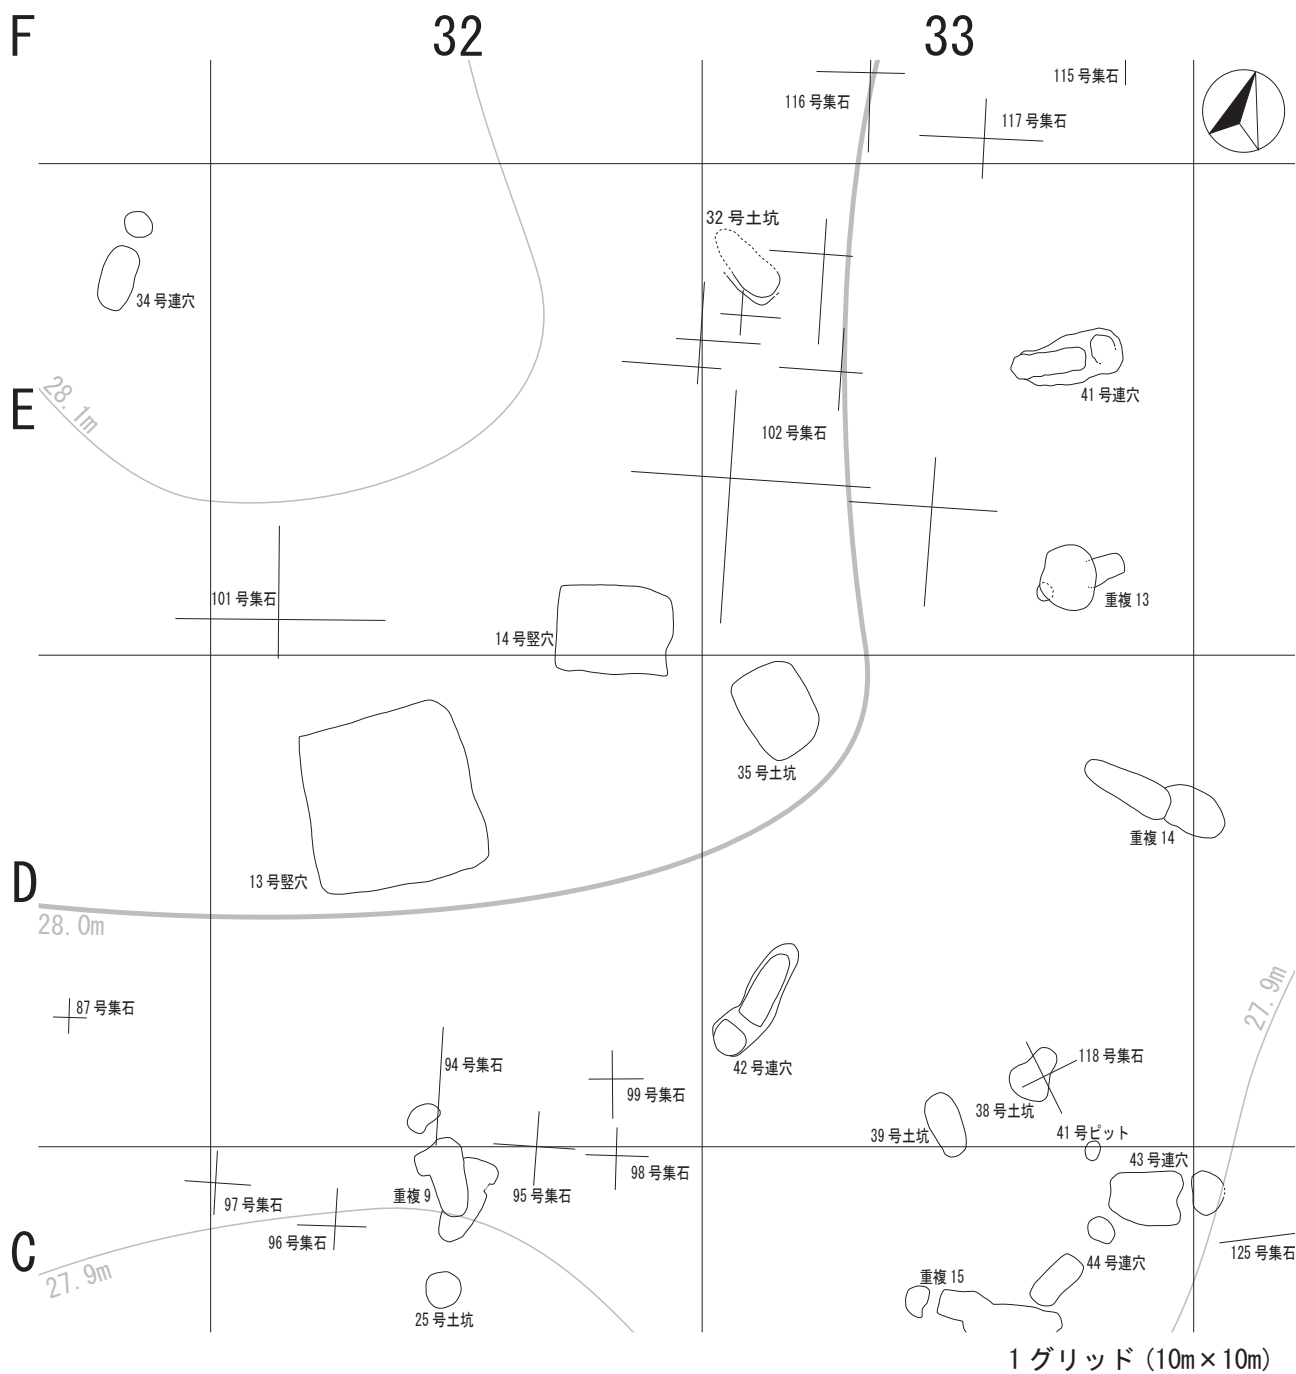 F
32
33
115号集石
116号集石
117号集石
32号土坑
34号連穴
E
28.1m
41号連穴
102号集石
101号集石
重複13
14号竪穴
35号土坑
重複14
13号竪穴
D
28.0m
27.9m
87号集石
94号集石
99号集石
42号連穴
118号集石
38号土坑
39号土坑
41号ピット
43号連穴
98号集石
95号集石
重複9
97号集石
96号集石
C
27.9m
125号集石
44号連穴
重複15
25号土坑
1グリッド(10m×10m)